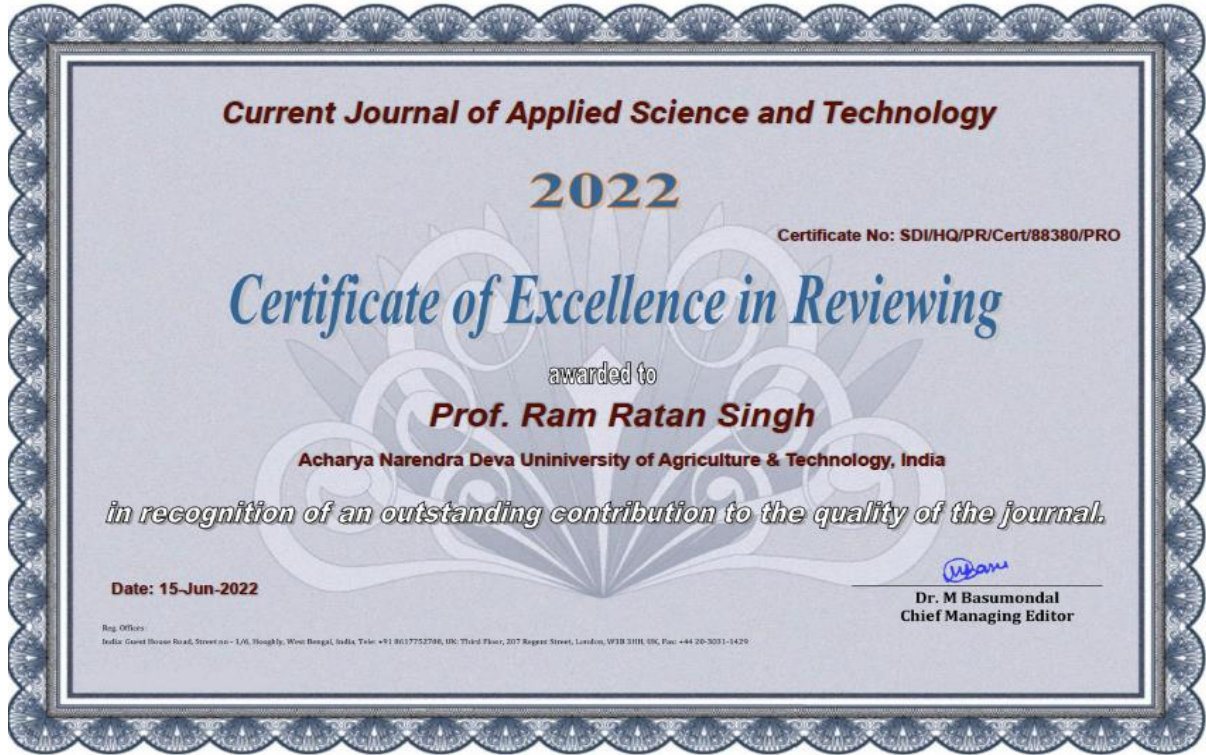 Current Journal of Applied Science and Technology
2022
Certificate No: SDI/HQ/PR/Cert/88380/PRO
Certificate of Excellence in Reviewing
awarded to
Prof. Ram Ratan Singh
Acharya Narendra Deva Uniniversity of Agriculture & Technology, India
in recognition of an outstanding contribution to the quality of the journal.
Date: 15-Jun-2022
Dr. M Basumondal
Chief Managing Editor
Reg. Offices:
India: Guest House Road, Street no - 1/6, Hooghly, West Bengal, India, Tele: +91 8617752708, UK: Third Floor, 207 Regent Street, London, W1B 3HH, UK, Fax: +44 20-3031-1429